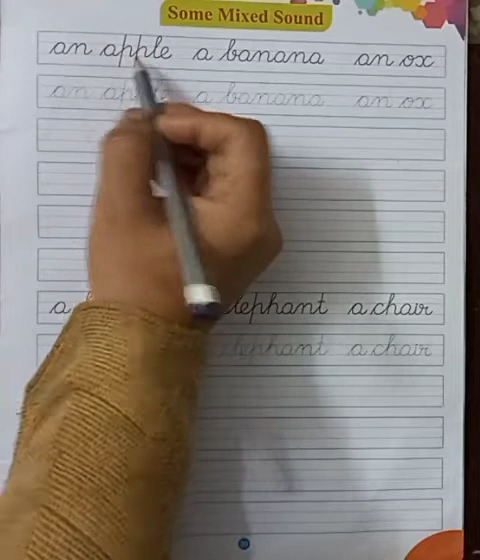 Some Mixed Sound
an apple a banana an ox
an apple a banana an ox
a elephant a chair
elephant a chair